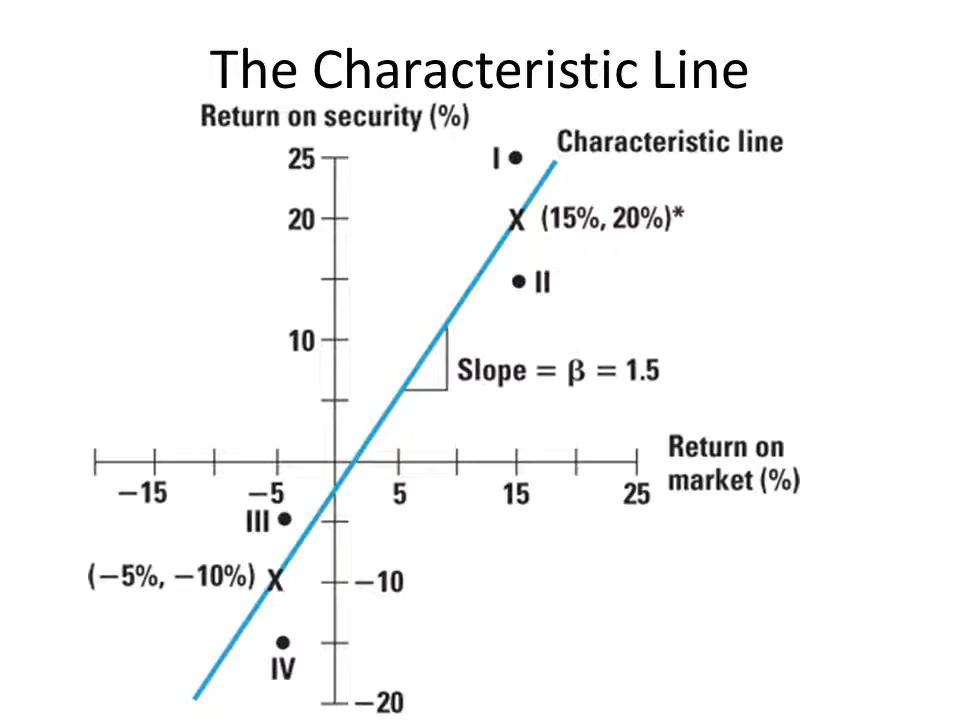 The Characteristic Line
Return on security (%)
Characteristic line
25
I
20
X (15%, 20%)*
II
10
Slope = β = 1.5
Return on
market (%)
−15
−5
5
15
25
III
(−5%, −10%) X
−10
IV
−20